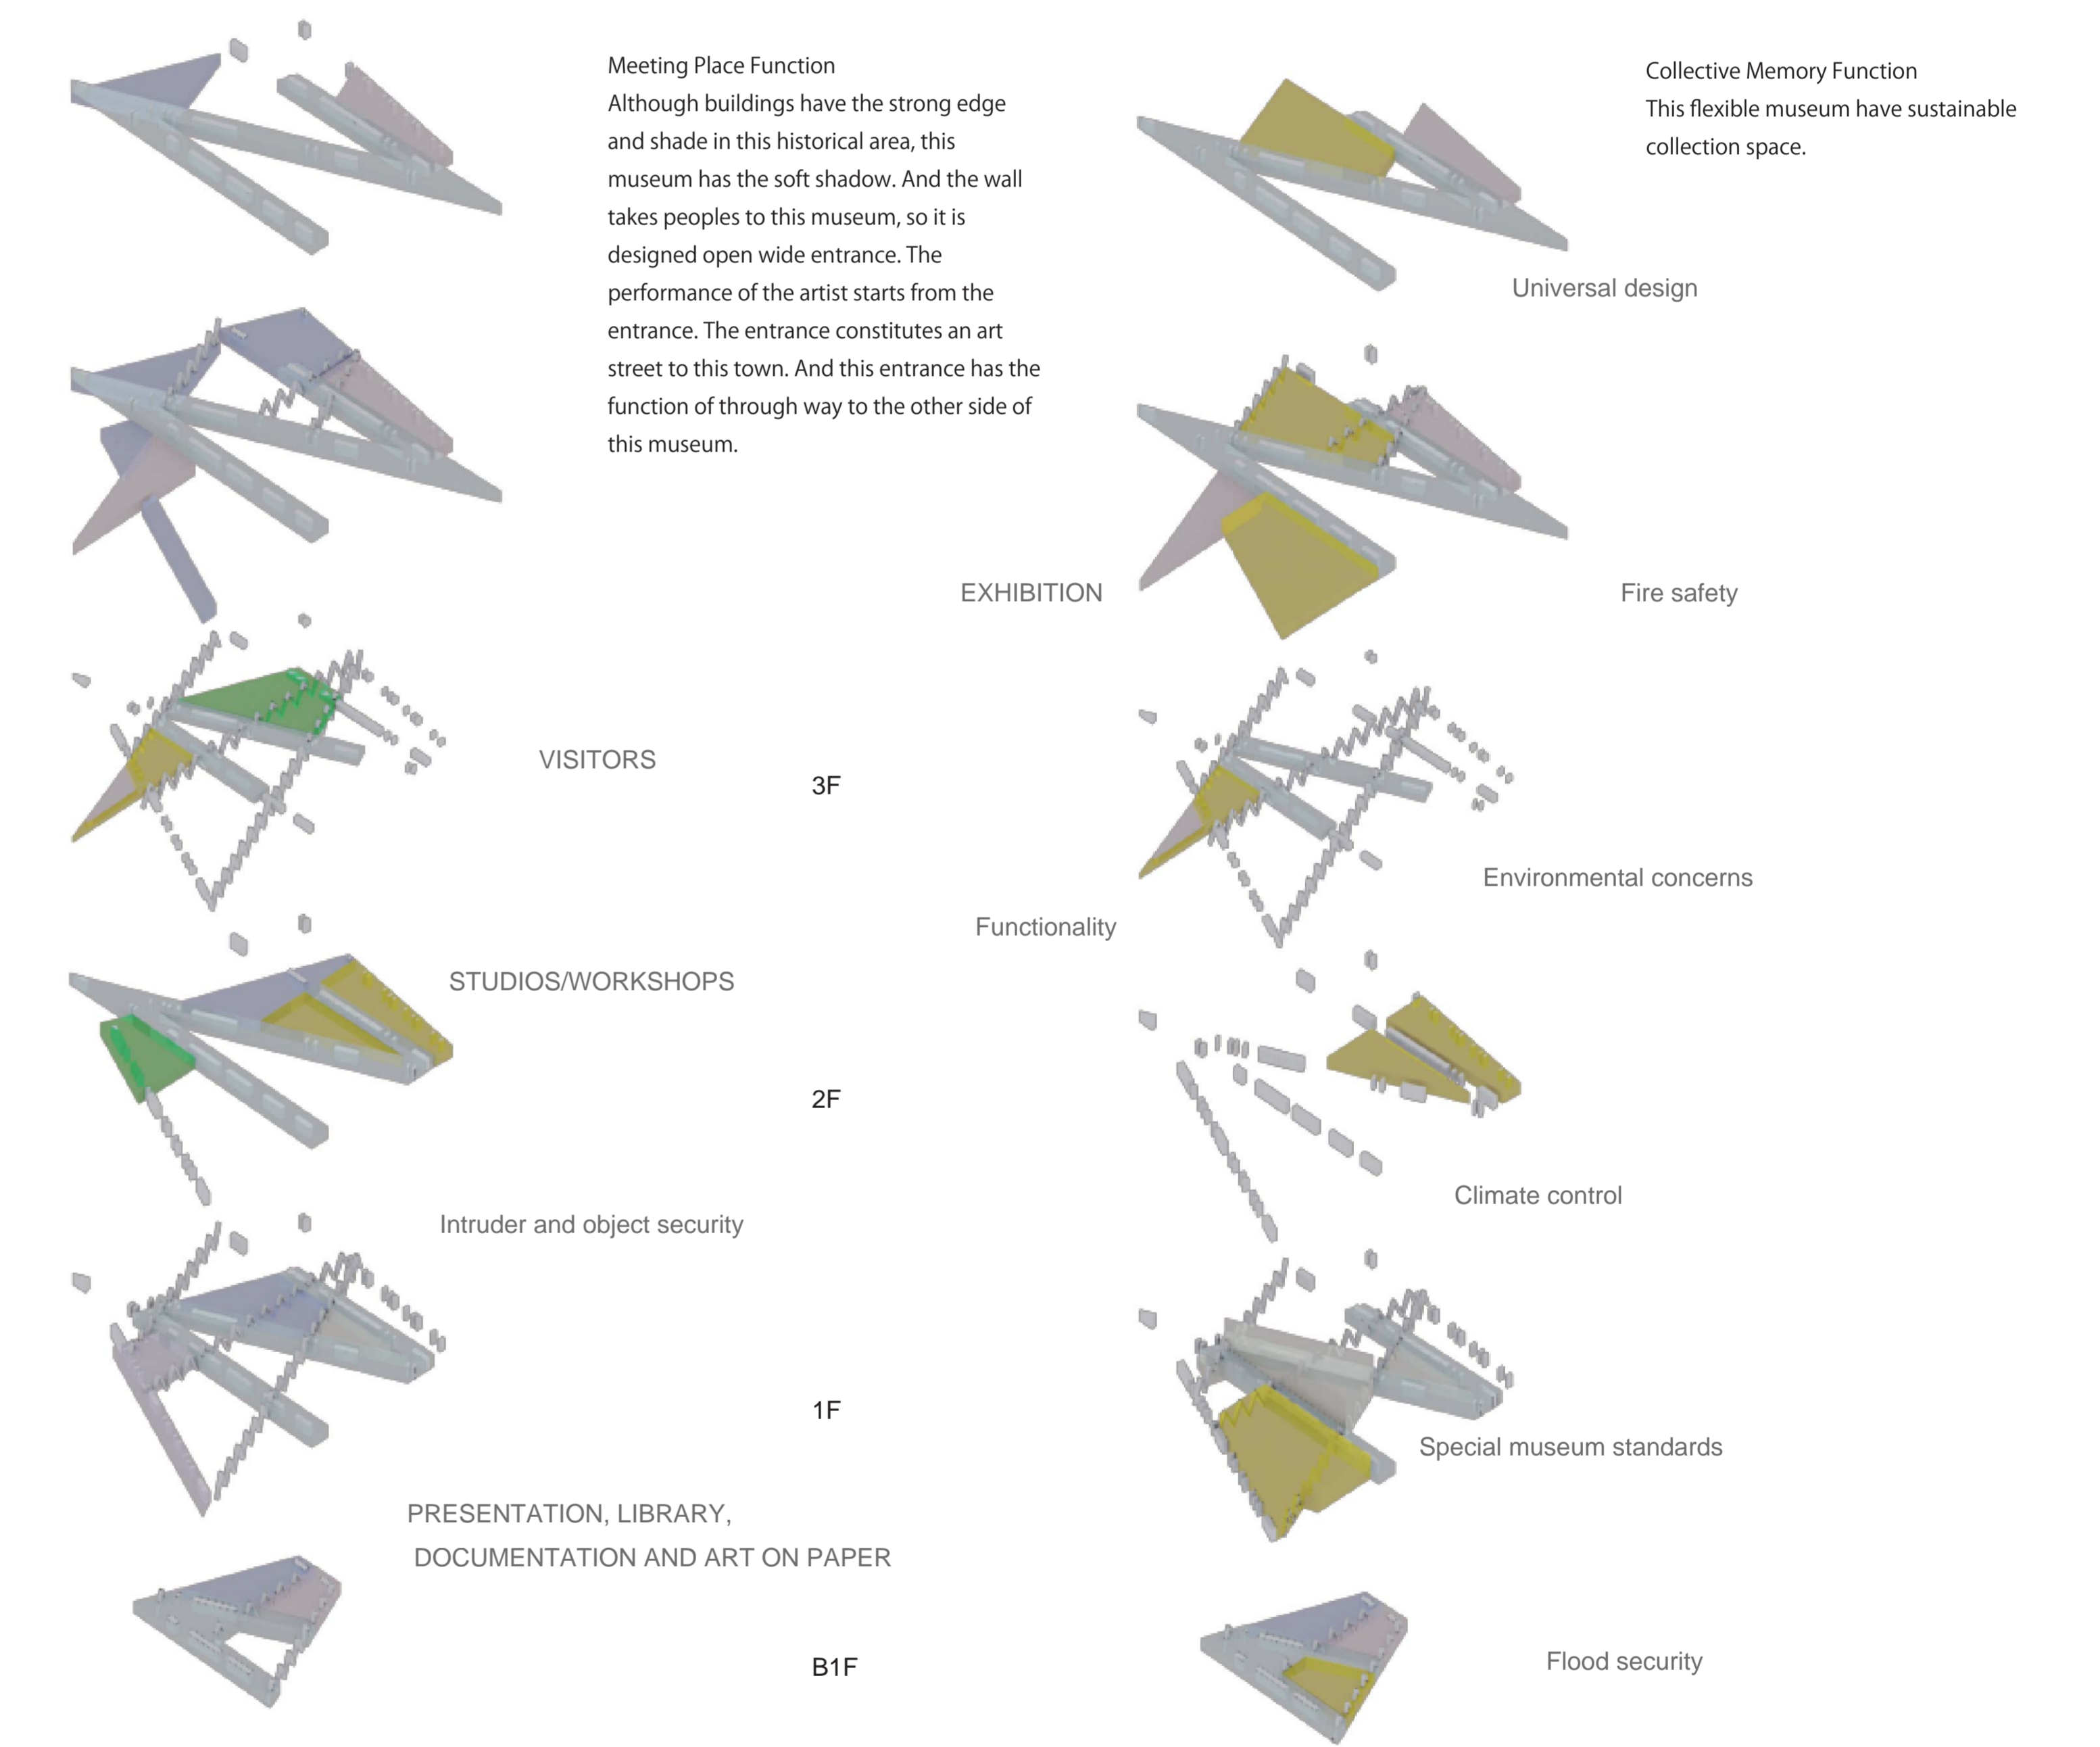 Meeting Place Function
Although buildings have the strong edge
and shade in this historical area, this
museum has the soft shadow. And the wall
takes peoples to this museum, so it is
designed open wide entrance. The
performance of the artist starts from the
entrance. The entrance constitutes an art
street to this town. And this entrance has the
function of through way to the other side of
this museum.
Collective Memory Function
This flexible museum have sustainable
collection space.
Universal design
EXHIBITION
Fire safety
VISITORS
3F
Environmental concerns
Functionality
STUDIOS/WORKSHOPS
2F
Climate control
Intruder and object security
1F
Special museum standards
PRESENTATION, LIBRARY,
DOCUMENTATION AND ART ON PAPER
B1F
Flood security